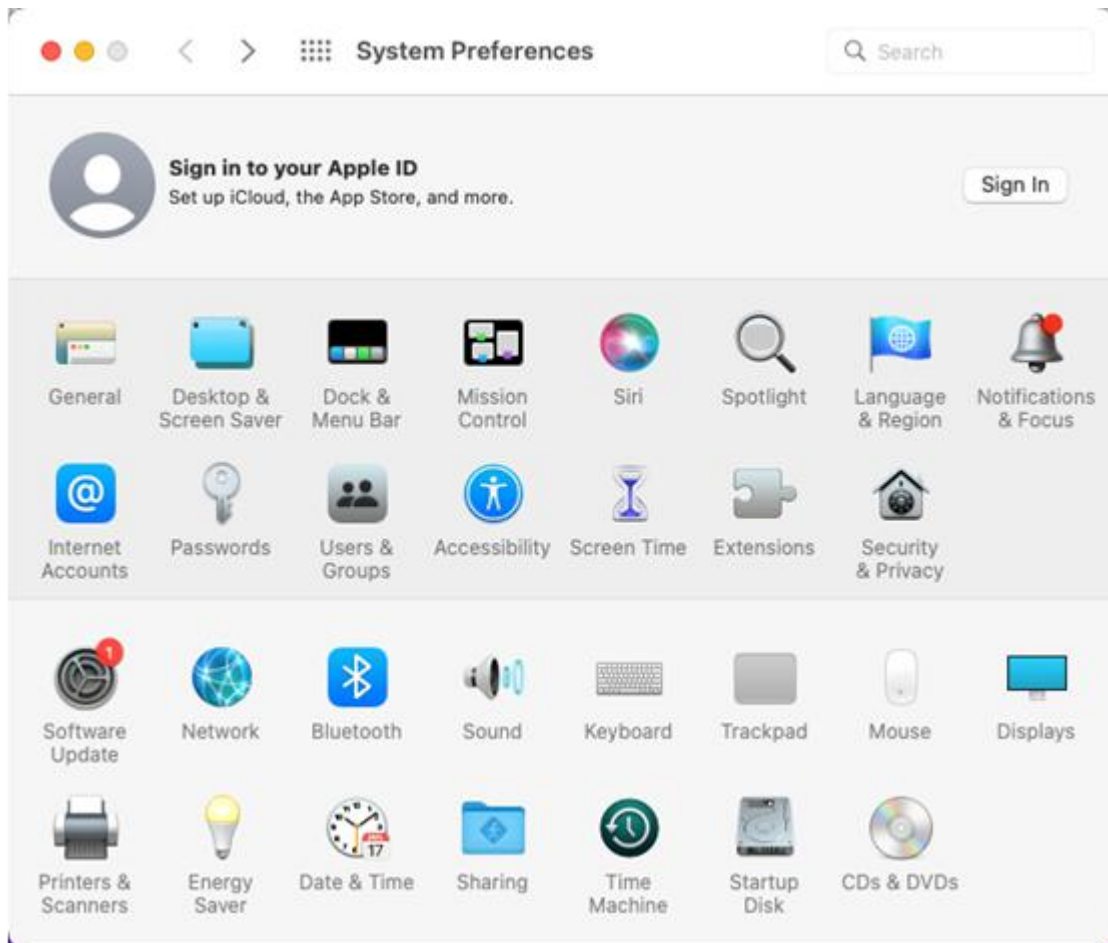 System Preferences
Search
Sign in to your Apple ID
Set up iCloud, the App Store, and more.
Sign In
General
Desktop &
Screen Saver
Dock &
Menu Bar
Mission
Control
Siri
Spotlight
Language
& Region
Notifications
& Focus
Internet
Accounts
Passwords
Users &
Groups
Accessibility
Screen Time
Extensions
Security
& Privacy
1
Software
Update
Network
Bluetooth
Sound
Keyboard
Trackpad
Mouse
Displays
Printers &
Scanners
Energy
Saver
17
Date & Time
Sharing
Time
Machine
Startup
Disk
CDs & DVDs